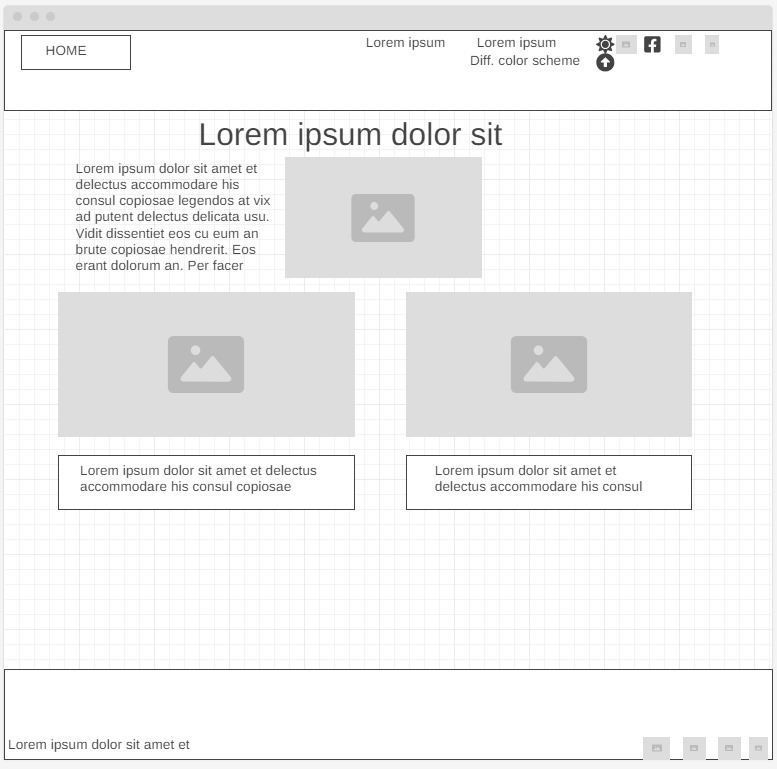 HOME
Lorem ipsum
Lorem ipsum
Diff. color scheme
Lorem ipsum dolor sit
Lorem ipsum dolor sit amet et
delectus accommodare his
consul copiosae legendos at vix
ad putent delectus delicata usu.
Vidit dissentiet eos cu eum an
brute copiosae hendrerit. Eos
erant dolorum an. Per facer
Lorem ipsum dolor sit amet et delectus
accommodare his consul copiosae
Lorem ipsum dolor sit amet et
delectus accommodare his consul
Lorem ipsum dolor sit amet et